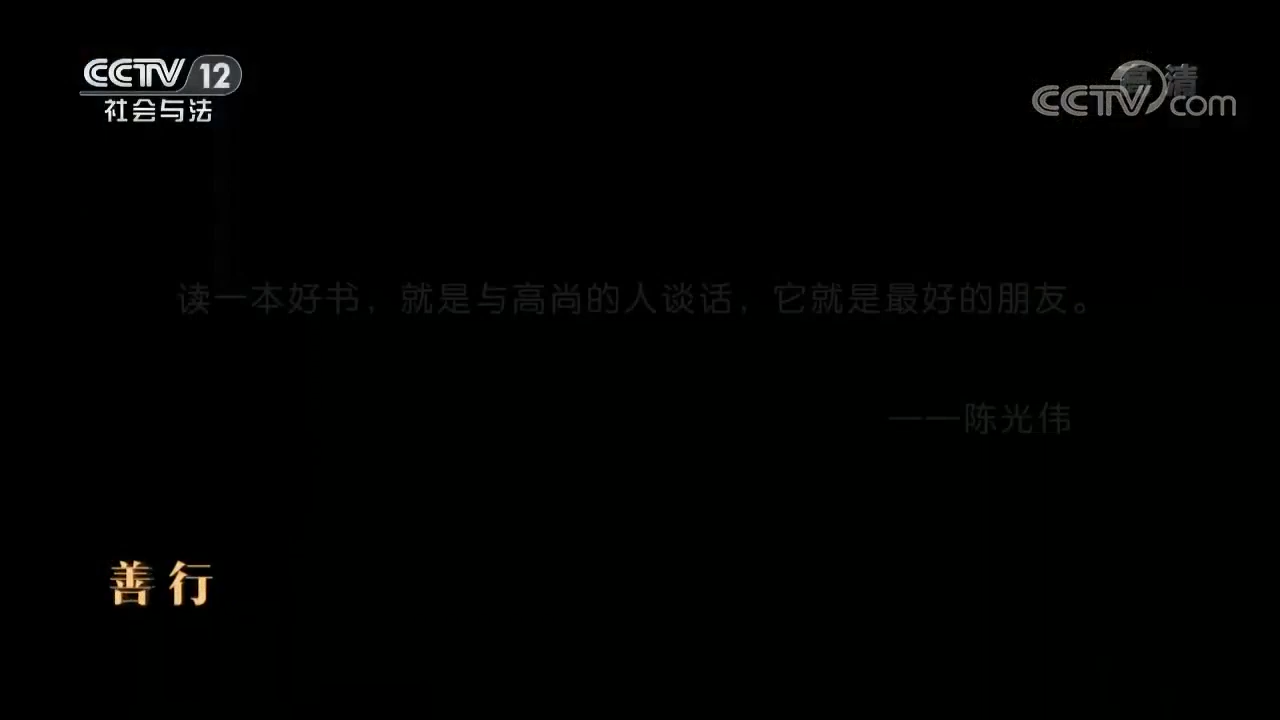 CCTV 12
社会与法
高清
CCTV.com
读一本好书，就是与高尚的人谈话，它就是最好的朋友。
——陈光伟
善行